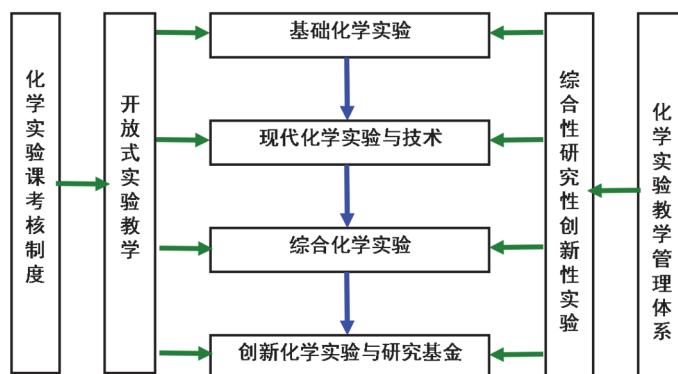 化学实验课考核制度
开放式实验教学
基础化学实验
现代化学实验与技术
综合化学实验
创新化学实验与研究基金
综合性研究性创新性实验
化学实验教学管理体系